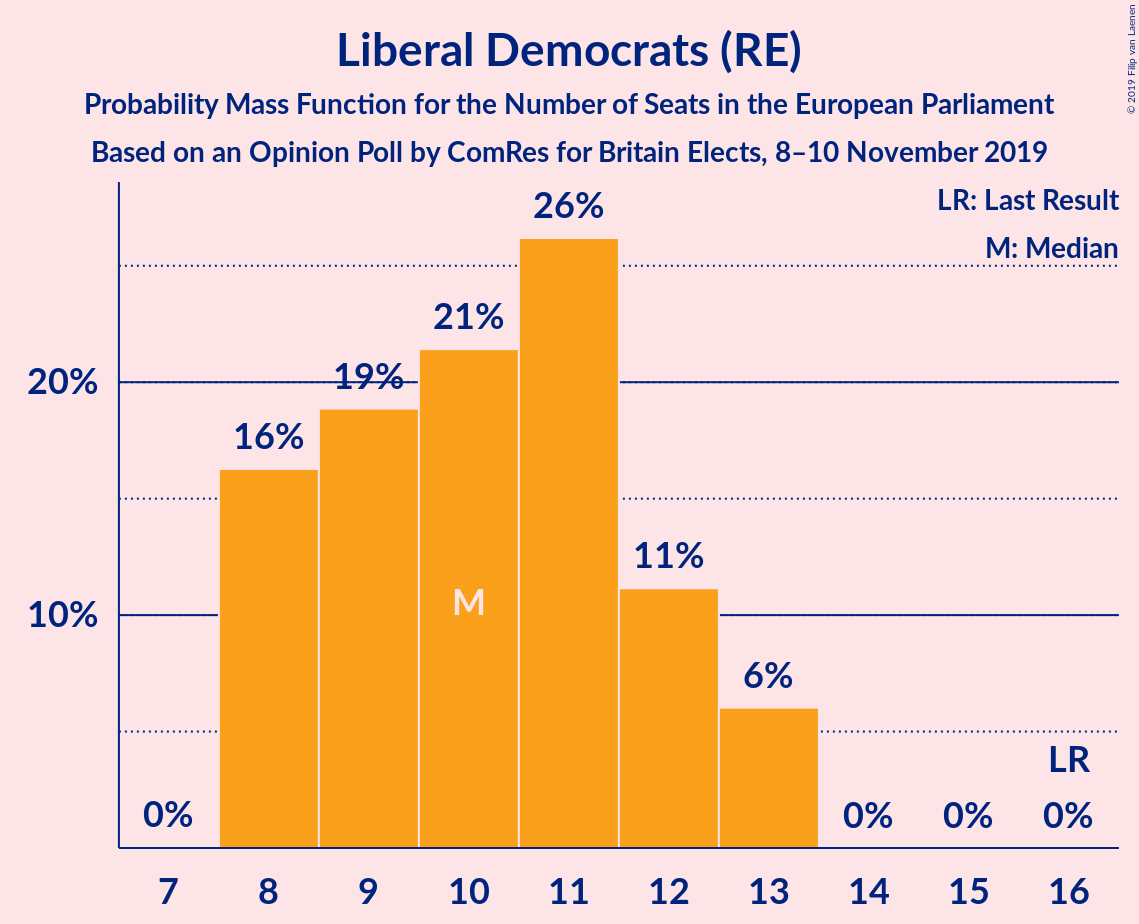 Liberal Democrats (RE)
Probability Mass Function for the Number of Seats in the European Parliament
Based on an Opinion Poll by ComRes for Britain Elects, 8–10 November 2019
© 2019 Filip van Laenen
LR: Last Result
M: Median
26%
21%
19%
20%
16%
11%
M
10%
6%
LR
0%
0%
0%
0%
7
8
9
10
11
12
13
14
15
16